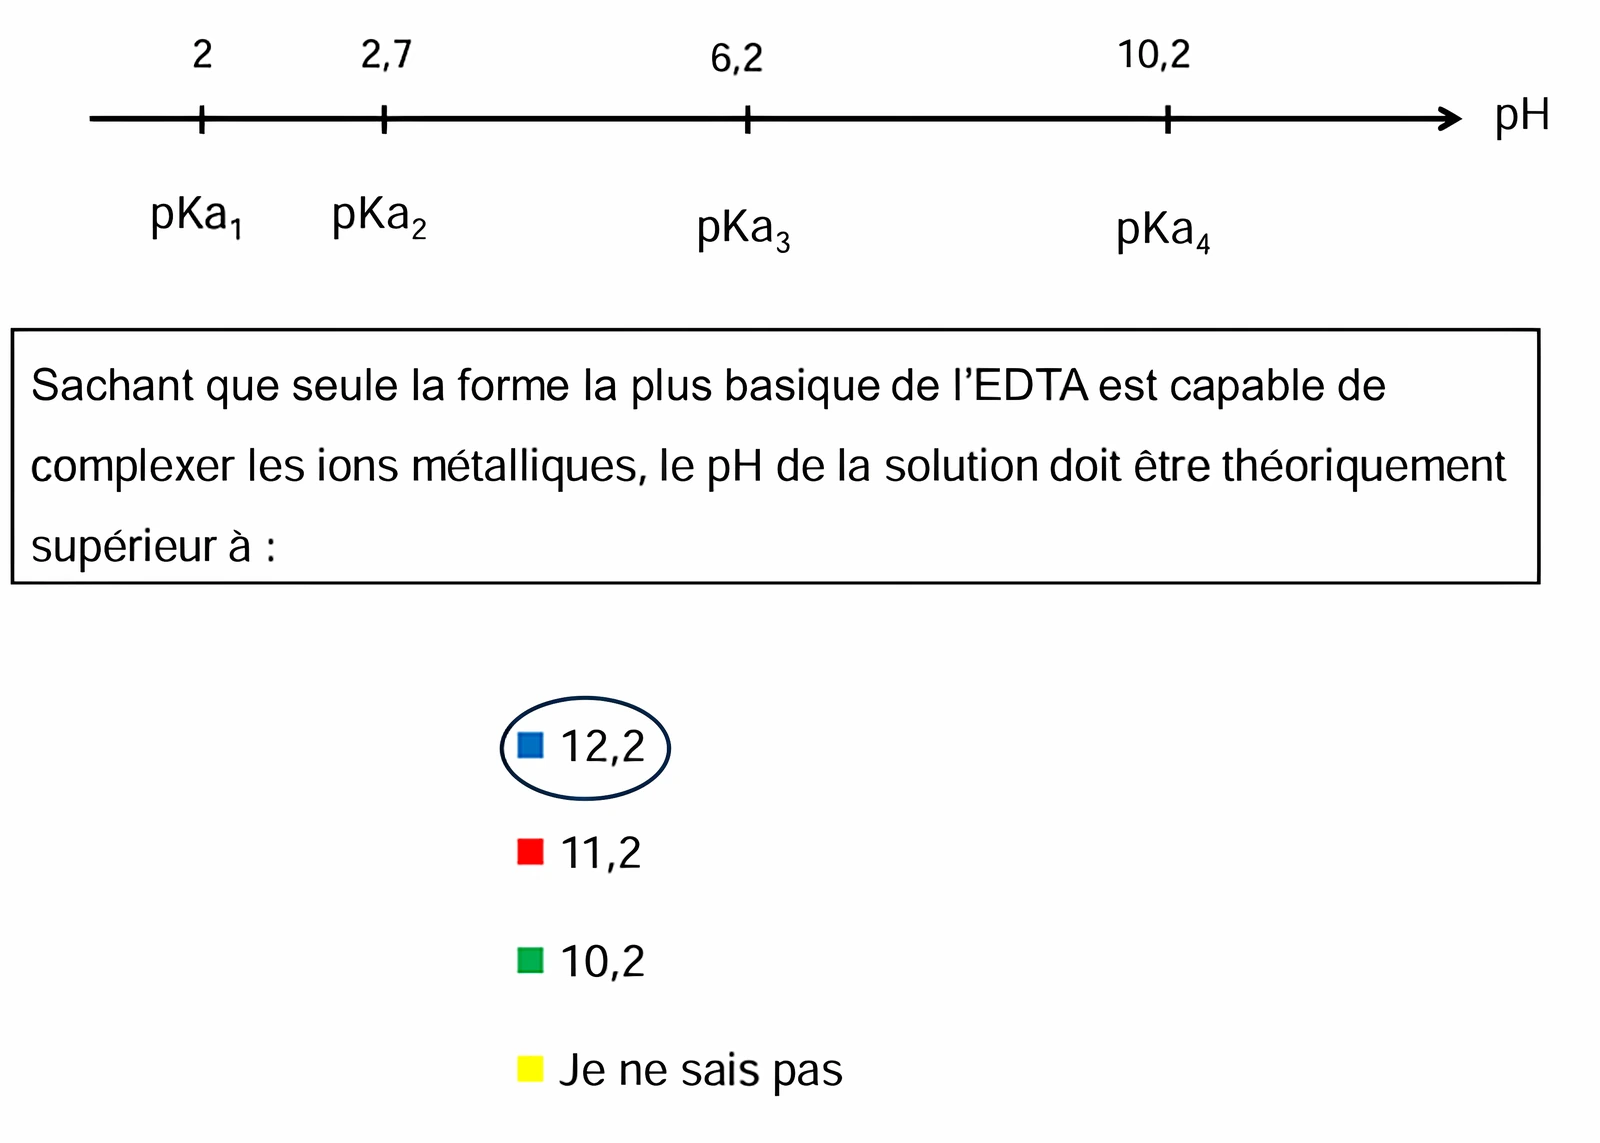 2 2,7 6,2 10,2
pH
pKa₁ pKa₂ pKa₃ pKa₄
Sachant que seule la forme la plus basique de l’EDTA est capable de
complexer les ions métalliques, le pH de la solution doit être théoriquement
supérieur à :
12,2
11,2
10,2
Je ne sais pas